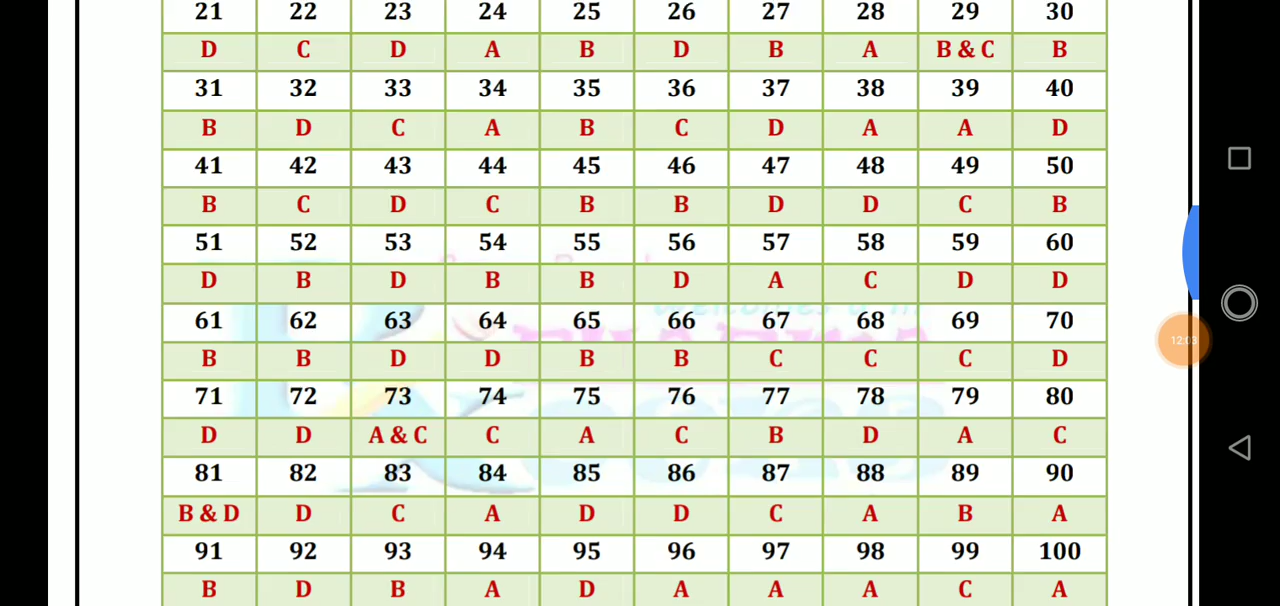 21 22 23 24 25 26 27 28 29 30
D C D A B D B A B & C B
31 32 33 34 35 36 37 38 39 40
B D C A B C D A A D
41 42 43 44 45 46 47 48 49 50
B C D C B B D D C B
51 52 53 54 55 56 57 58 59 60
D B D B B D A C D D
61 62 63 64 65 66 67 68 69 70
B B D D B B C C C D
71 72 73 74 75 76 77 78 79 80
D D A & C C A C B D A C
81 82 83 84 85 86 87 88 89 90
B & D D C A D D C A B A
91 92 93 94 95 96 97 98 99 100
B D B A D A A A C A
12:03